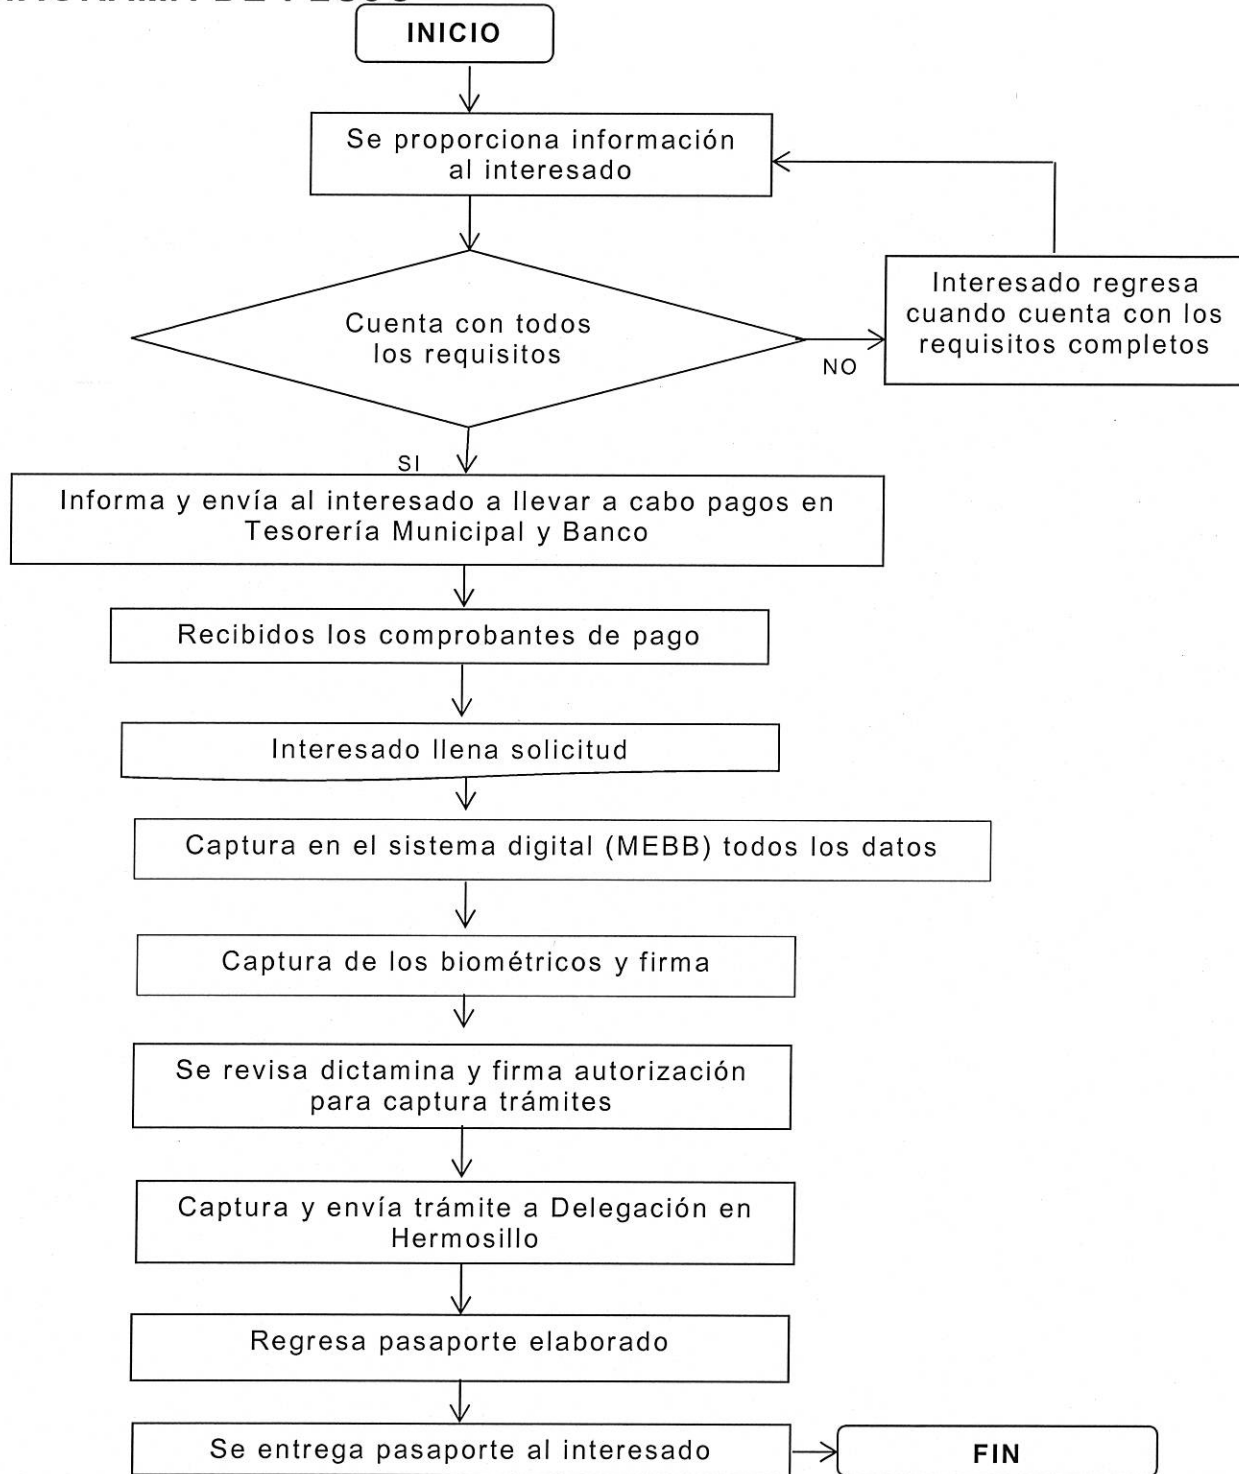 INICIO
Se proporciona información
al interesado
Cuenta con todos
los requisitos
NO
Interesado regresa
cuando cuenta con los
requisitos completos
SI
Informa y envía al interesado a llevar a cabo pagos en
Tesorería Municipal y Banco
Recibidos los comprobantes de pago
Interesado llena solicitud
Captura en el sistema digital (MEBB) todos los datos
Captura de los biométricos y firma
Se revisa dictamina y firma autorización
para captura trámites
Captura y envía trámite a Delegación en
Hermosillo
Regresa pasaporte elaborado
Se entrega pasaporte al interesado
FIN